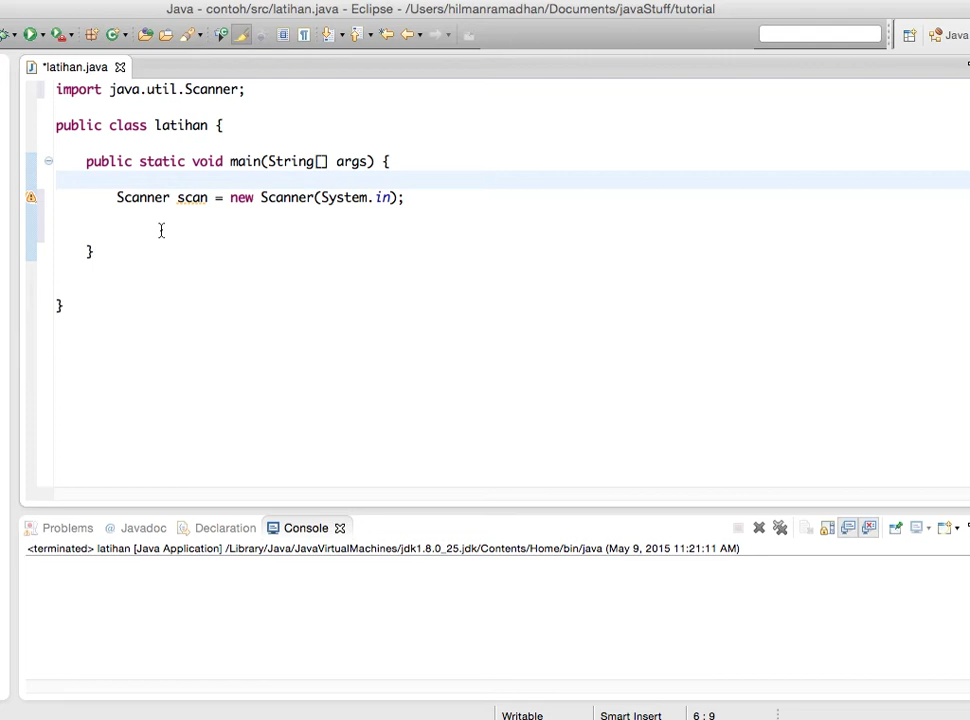 Java - contoh/src/latihan.java - Eclipse - /Users/hilmanramadhan/Documents/javaStuff/tutorial
Java
*latihan.java
import java.util.Scanner;
public class latihan {
public static void main(String[] args) {
Scanner scan = new Scanner(System.in);
}
}
Problems @ Javadoc Declaration Console
<terminated> latihan [Java Application] /Library/Java/JavaVirtualMachines/jdk1.8.0_25.jdk/Contents/Home/bin/java (May 9, 2015 11:21:11 AM)
Writable Smart Insert 6 : 9